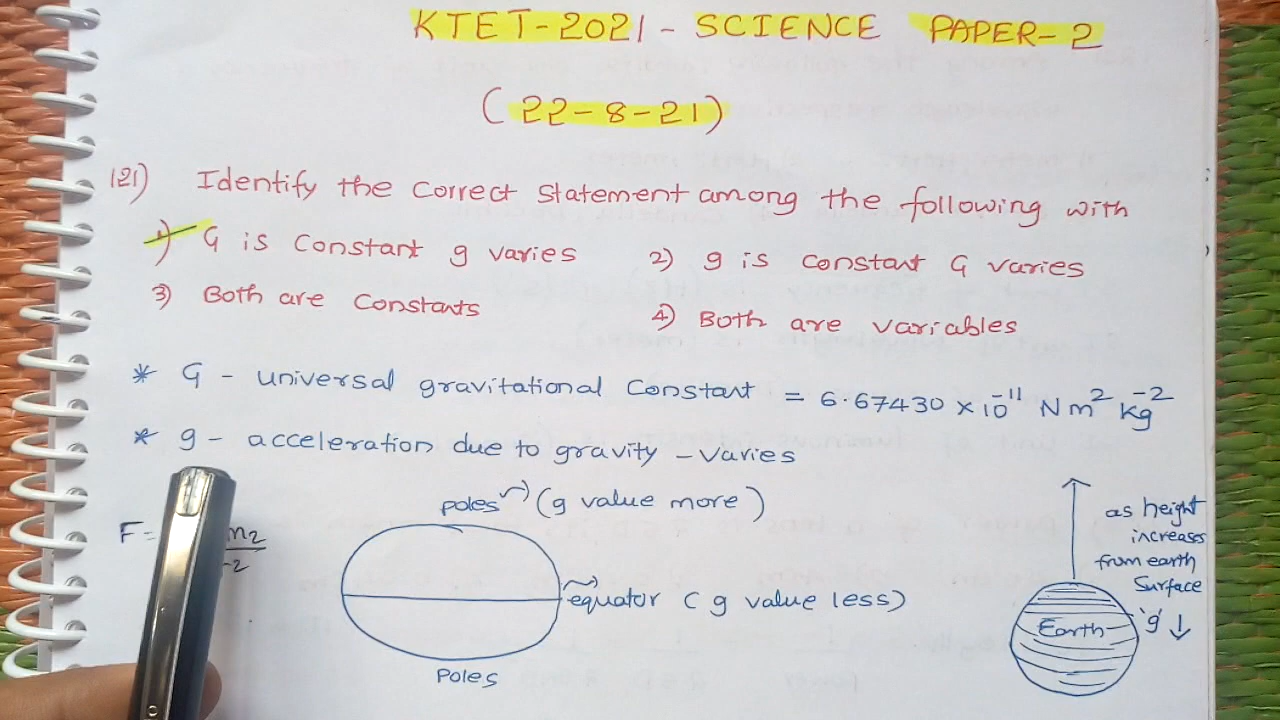 KTET-2021 - SCIENCE PAPER-2
(22-8-21)
121) Identify the correct statement among the following with
1) G is constant g varies 2) g is constant G varies
3) Both are constants 4) Both are variables
* G - universal gravitational constant = 6.67430 × 10⁻¹¹ N m² kg⁻²
* g - acceleration due to gravity - varies
poles (g value more)
F=
m₂
equator (g value less)
Poles
as height
increases
from earth
surface
'g' ↓
Earth